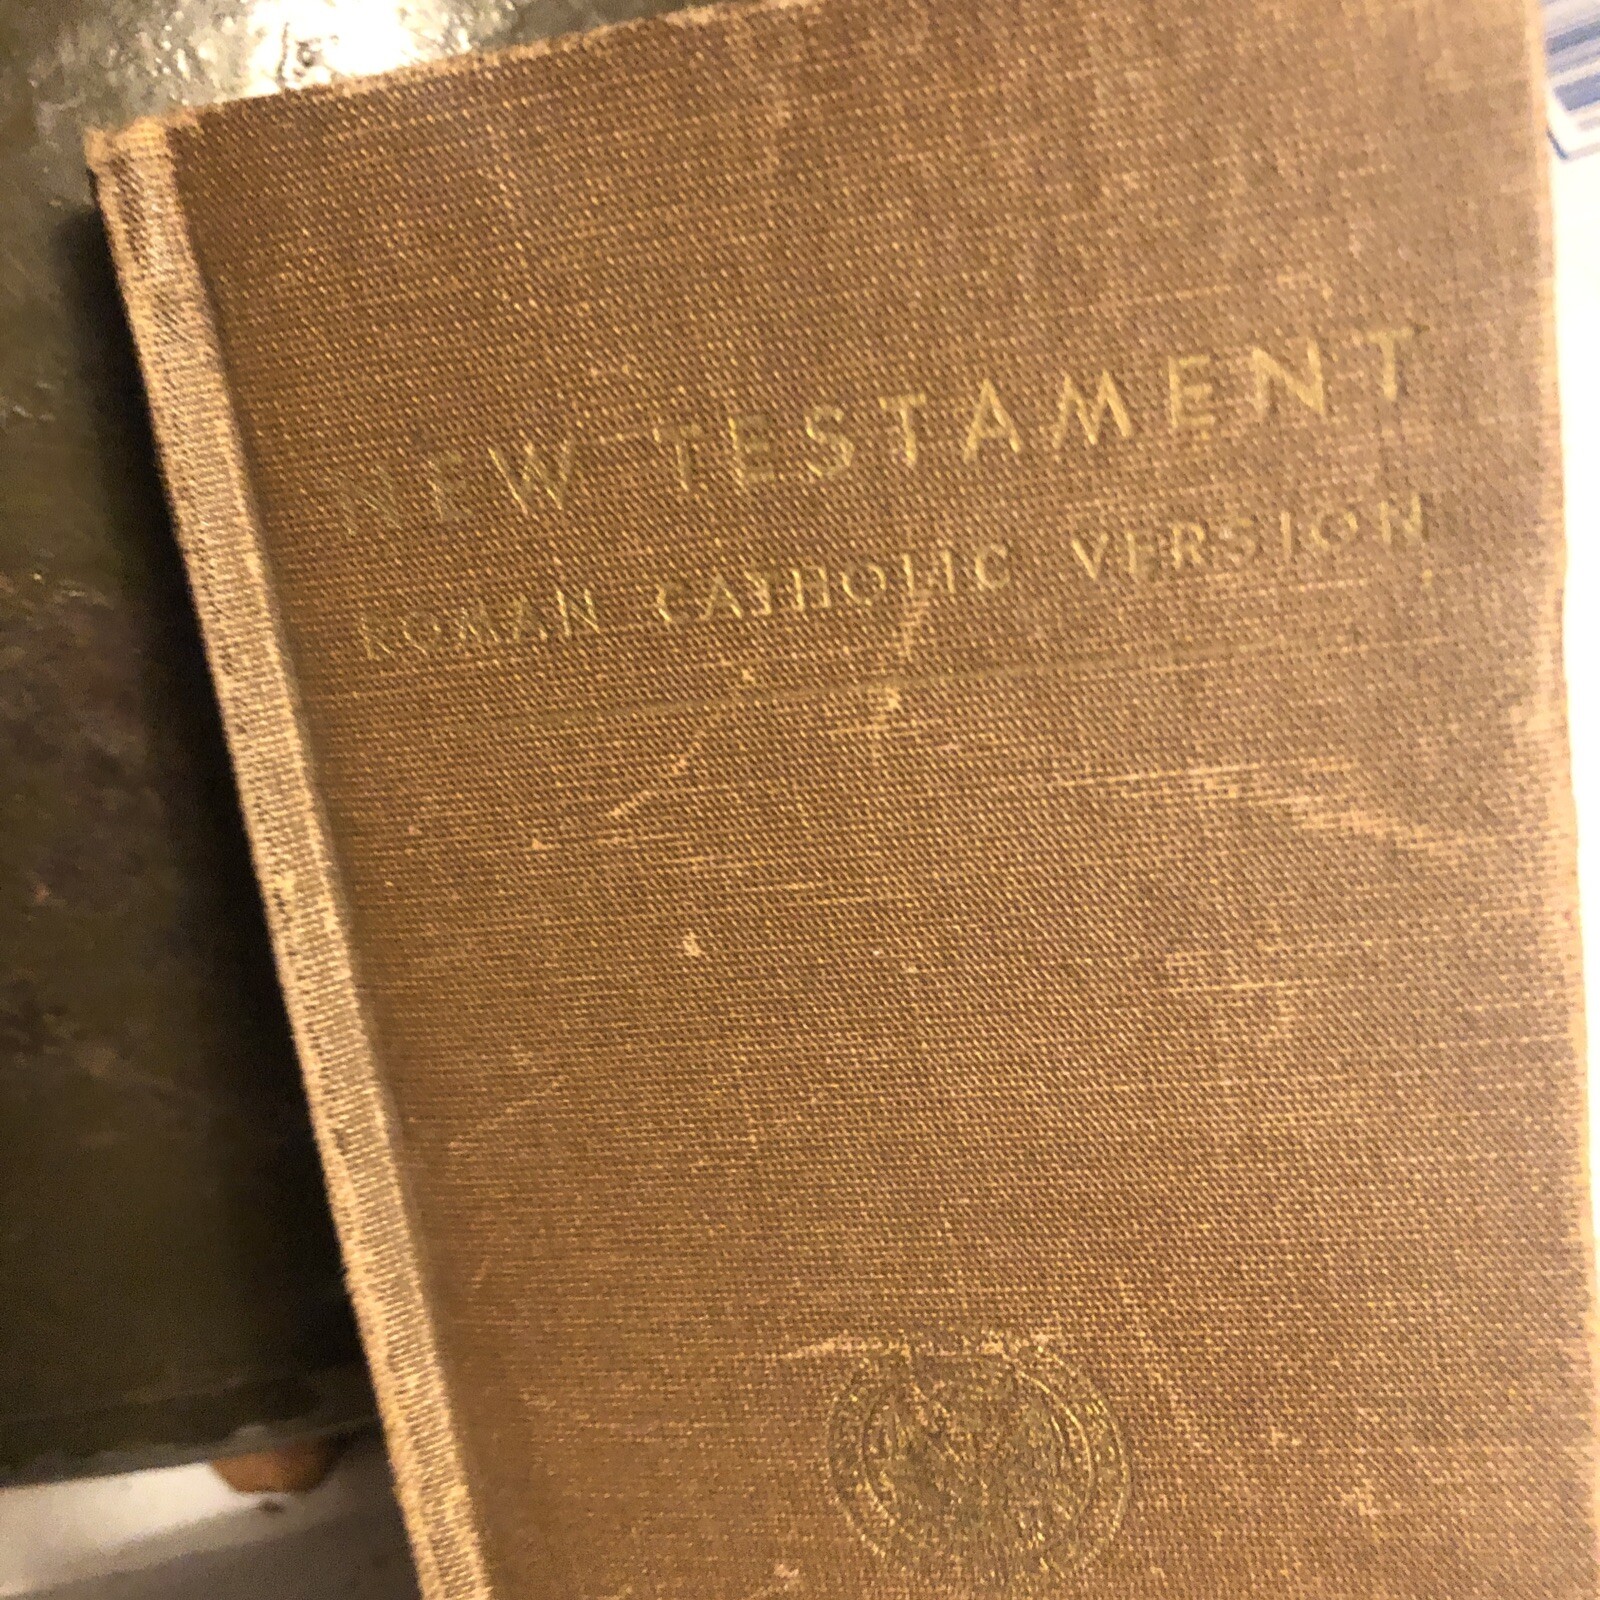 NEW TESTAMENT
ROMAN CATHOLIC VERSION